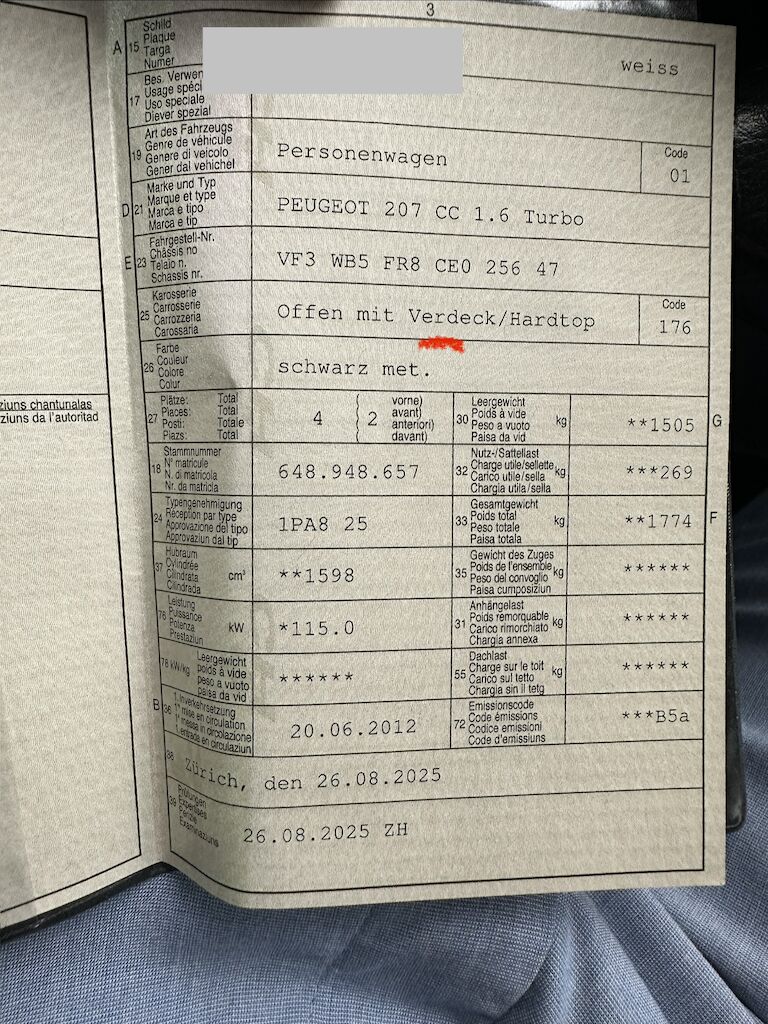 3
A 15 Schild
Plaque
Targa
Numer
weiss
17 Bes. Verwen
Usage spéci
Uso speciale
Diever spezial
19 Art des Fahrzeugs
Genre de véhicule
Genere di veicolo
Gener dal vehichel
Personenwagen
Code
01
D 21 Marke und Typ
Marque et type
Marca e tipo
Marca e tip
PEUGEOT 207 CC 1.6 Turbo
E 23 Fahrgestell-Nr.
Châssis no
Telaio n.
Schassis nr.
VF3 WB5 FR8 CE0 256 47
25 Karosserie
Carrosserie
Carrozzeria
Carossaria
Offen mit Verdeck/Hardtop
Code
176
26 Farbe
Couleur
Colore
Colur
schwarz met.
ziuns chantunalas
ziuns da l'autoritad
27 Plätze: Total
Places: Total
Posti: Totale
Plazs: Total
4
2
vorne)
avant)
anteriori)
davant)
30 Leergewicht
Poids à vide
Peso a vuoto
Paisa da vid
kg
**1505
G
18 Stammnummer
N° matricule
N. di matricola
Nr. da matricla
648.948.657
32 Nutz-/Sattellast
Charge utile/sellette
Carico utile/sella
Chargia utila/sella
kg
***269
24 Typengenehmigung
Réception par type
Approvazione del tipo
Approvaziun dal tip
1PA8 25
33 Gesamtgewicht
Poids total
Peso totale
Paisa totala
kg
**1774
F
37 Hubraum
Cylindrée
Cilindrata
Cilindrada
cm³
**1598
35 Gewicht des Zuges
Poids de l'ensemble
Peso del convoglio
Paisa cumposiziun
kg
******
76 Leistung
Puissance
Potenza
Prestaziun
kW
*115.0
31 Anhängelast
Poids remorquable
Carico rimorchiato
Chargia annexa
kg
******
78 kW/kg Leergewicht
poids à vide
peso a vuoto
paisa da vid
******
55 Dachlast
Charge sur le toit
Carico sul tetto
Chargia sin il tetg
kg
******
B 36 1. Inverkehrsetzung
1re mise en circulation
1a messa in circolazione
1. entrada en circulaziun
20.06.2012
72 Emissionscode
Code émissions
Codice emissioni
Code d'emissiuns
***B5a
38 Zürich, den 26.08.2025
39 Prüfungen
Expertises
Perizie
Examinaziuns
26.08.2025 ZH